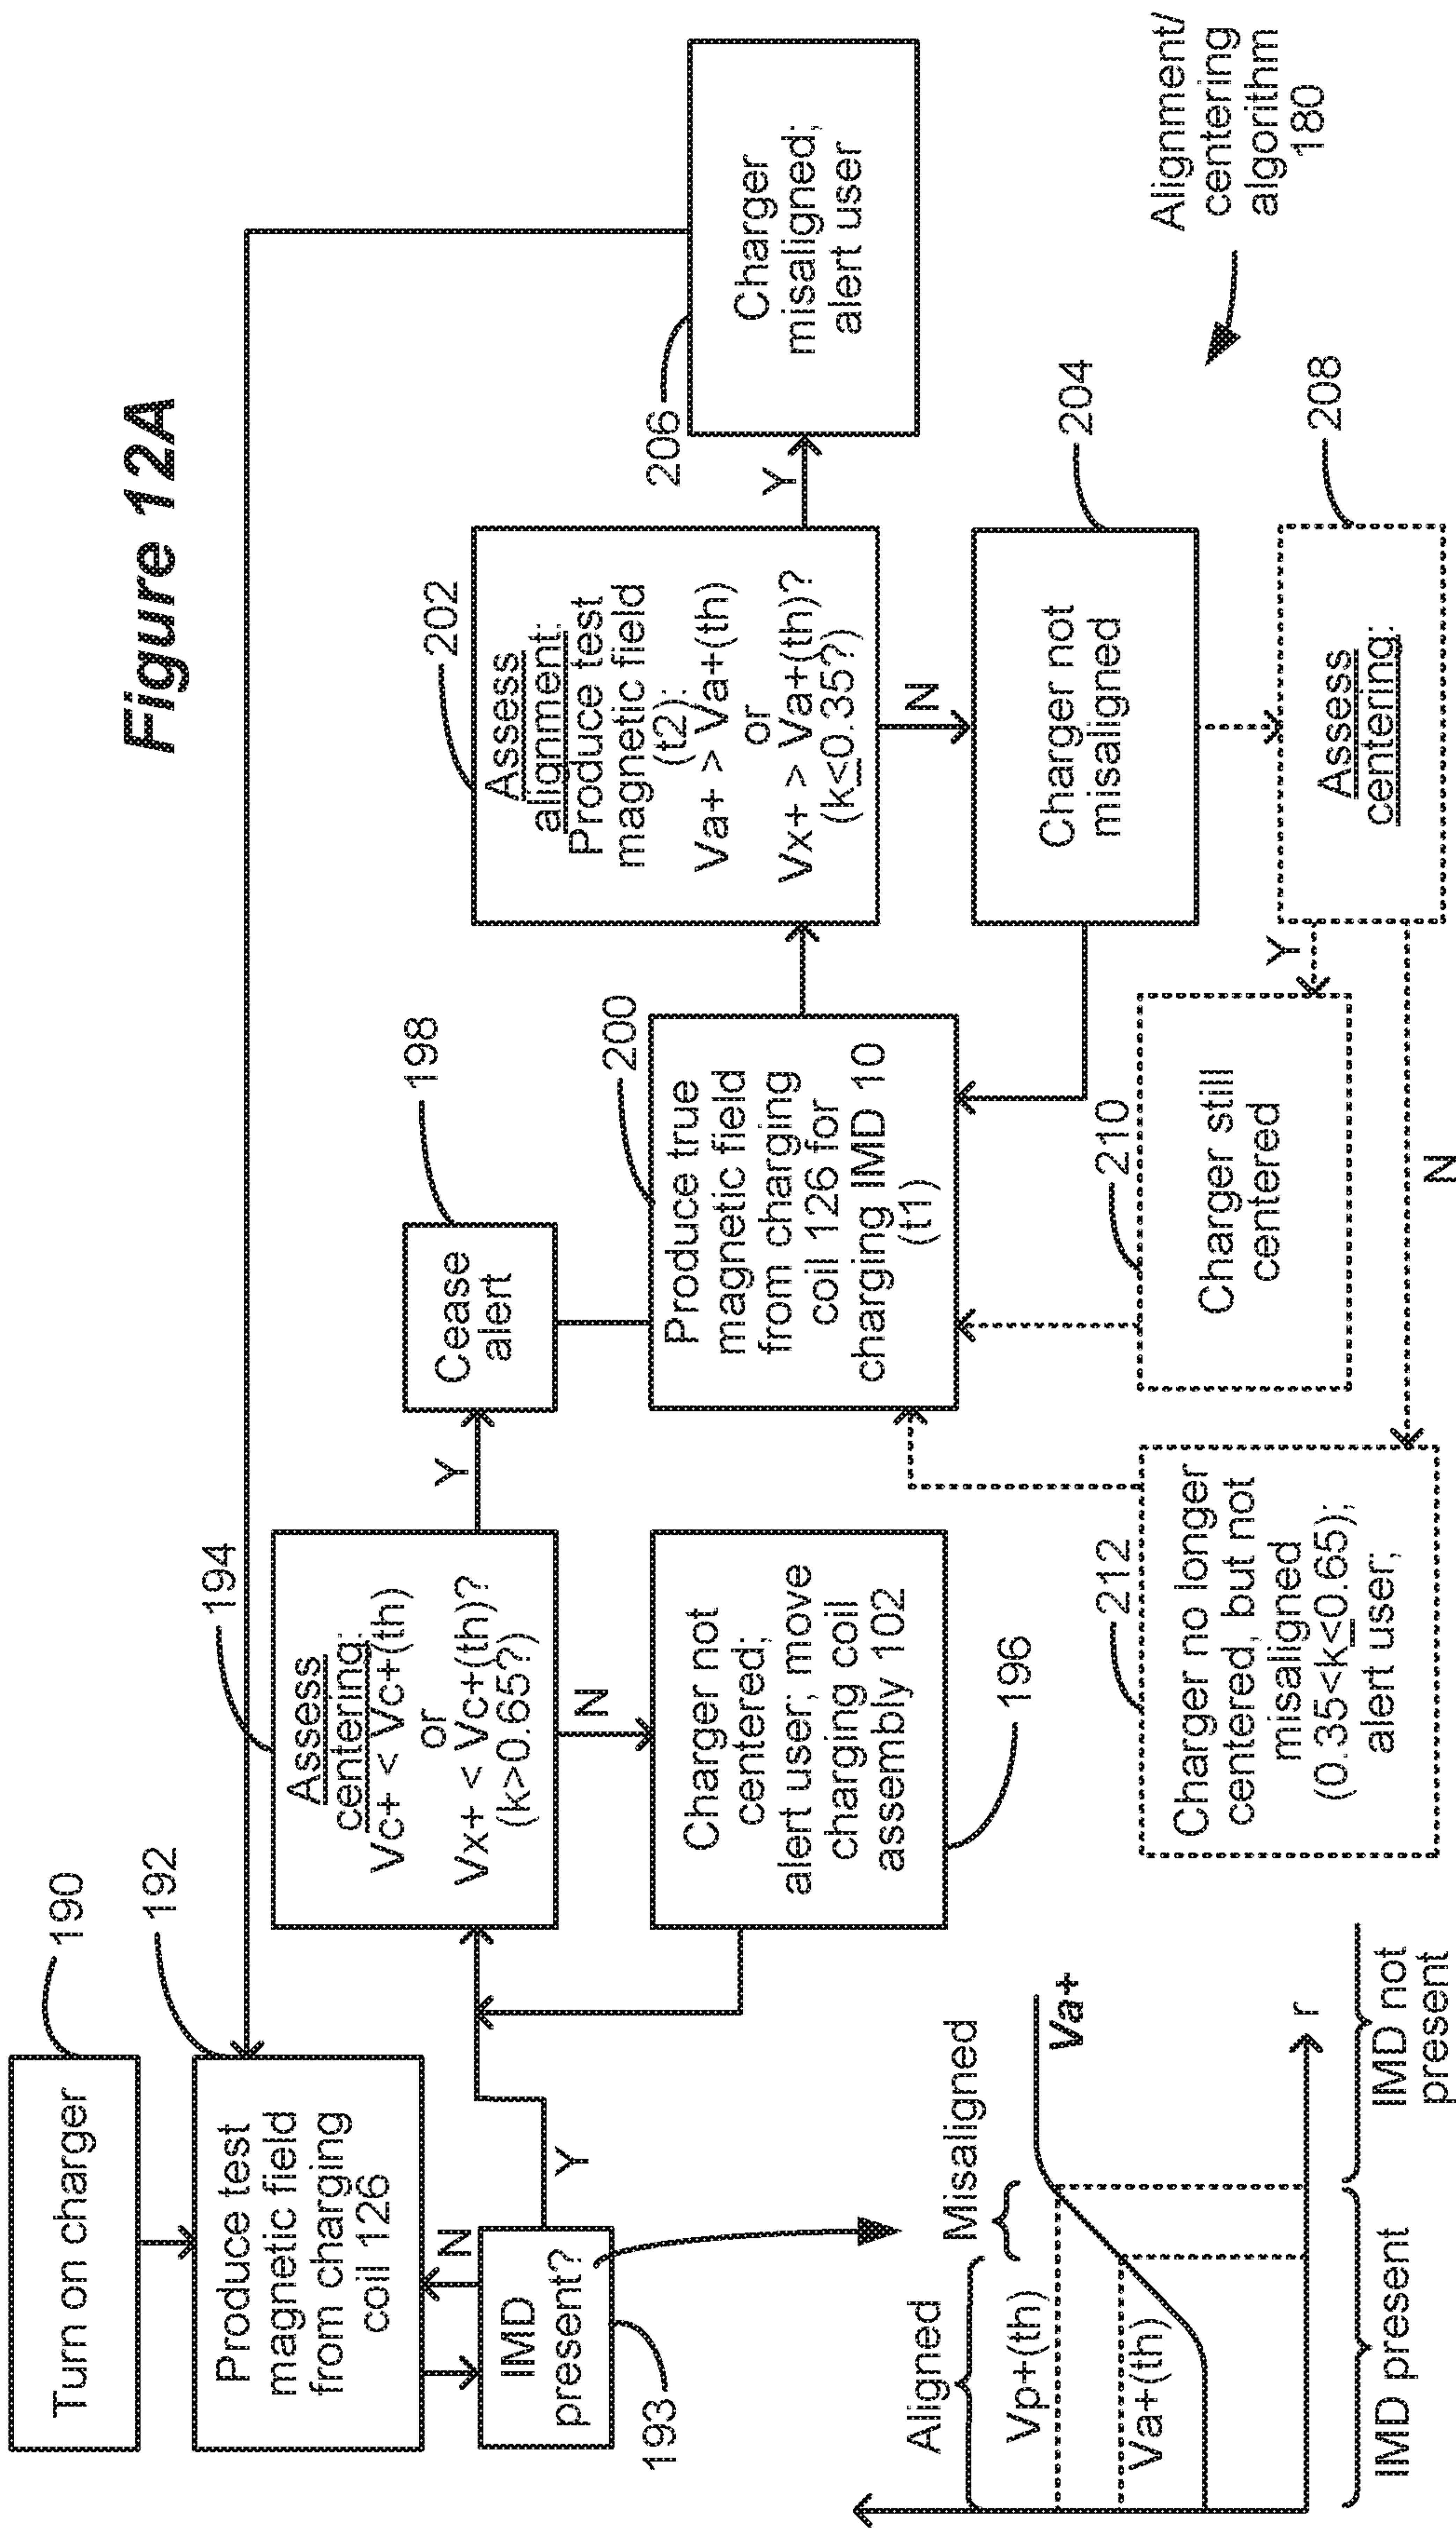 Figure 12A
190
Turn on charger
192
Produce test
magnetic field
from charging
coil 126
N
IMD
present?
193
Y
194
Assess
centering:
Vc+ < Vc+(th)
or
Vx+ < Vc+(th)?
(k>0.65?)
Y
N
Charger not
centered;
alert user; move
charging coil
assembly 102
196
198
Cease
alert
200
Produce true
magnetic field
from charging
coil 126 for
charging IMD 10
(t1)
202
Assess
alignment:
Produce test
magnetic field
(t2);
Va+ > Va+(th)
or
Vx+ > Va+(th)?
(k≤0.35?)
Y
N
206
Charger
misaligned;
alert user
204
Charger not
misaligned
208
Assess
centering:
Y
N
210
Charger still
centered
212
Charger no longer
centered, but not
misaligned
(0.35<k≤0.65);
alert user;
Alignment/
centering
algorithm
180
Aligned
Misaligned
Vp+(th)
Va+(th)
Va+
r
IMD present
IMD not
present